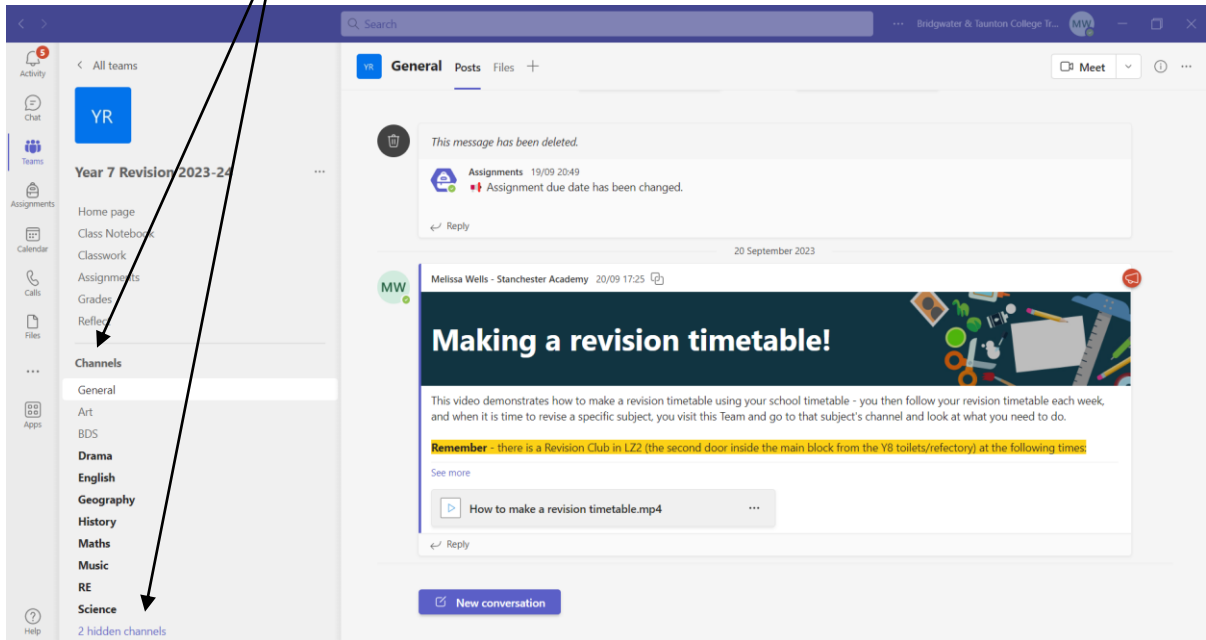 Search
Bridgwater & Taunton College Tr...
MW
5
Activity
Chat
Teams
Assignments
Calendar
Calls
Files
Apps
Help
All teams
YR
Year 7 Revision 2023-24
Home page
Class Notebook
Classwork
Assignments
Grades
Reflect
Channels
General
Art
BDS
Drama
English
Geography
History
Maths
Music
RE
Science
2 hidden channels
YR General Posts Files
Meet
This message has been deleted.
Assignments 19/09 20:49
Assignment due date has been changed.
Reply
20 September 2023
MW
Melissa Wells - Stanchester Academy 20/09 17:25
Making a revision timetable!
This video demonstrates how to make a revision timetable using your school timetable - you then follow your revision timetable each week,
and when it is time to revise a specific subject, you visit this Team and go to that subject's channel and look at what you need to do.
Remember - there is a Revision Club in LZ2 (the second door inside the main block from the Y8 toilets/refectory) at the following times:
See more
How to make a revision timetable.mp4
Reply
New conversation